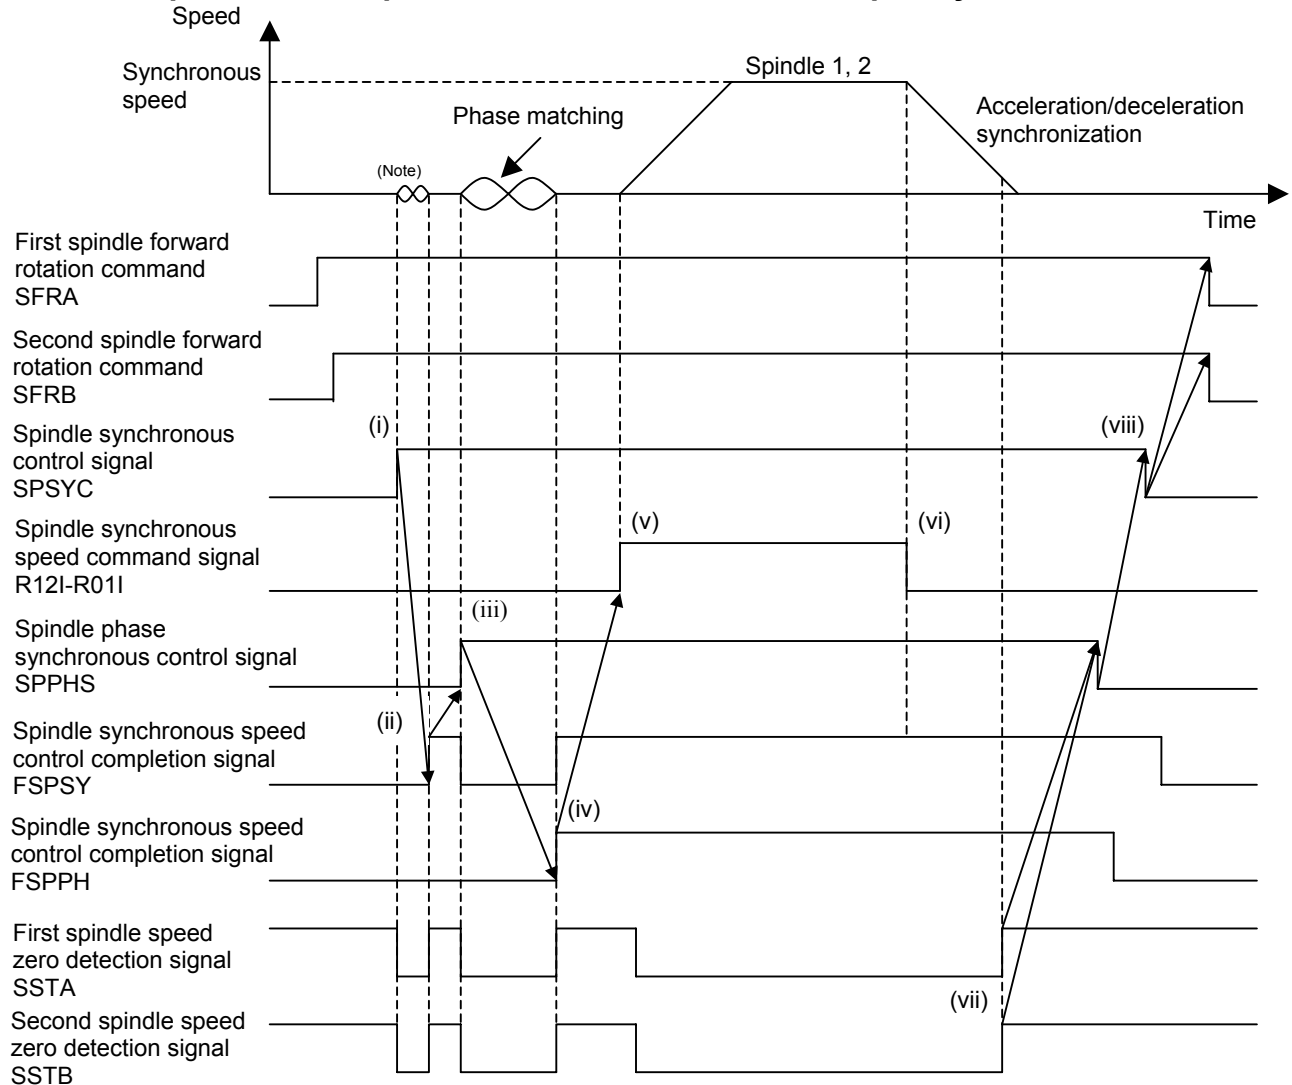 Speed
Synchronous
speed
Spindle 1, 2
Phase matching
Acceleration/deceleration
synchronization
(Note)
Time
First spindle forward
rotation command
SFRA
Second spindle forward
rotation command
SFRB
(i)
(viii)
Spindle synchronous
control signal
SPSYC
Spindle synchronous
speed command signal
R12I-R01I
(v)
(vi)
(iii)
Spindle phase
synchronous control signal
SPPHS
(ii)
Spindle synchronous speed
control completion signal
FSPSY
(iv)
Spindle synchronous speed
control completion signal
FSPPH
First spindle speed
zero detection signal
SSTA
(vii)
Second spindle speed
zero detection signal
SSTB